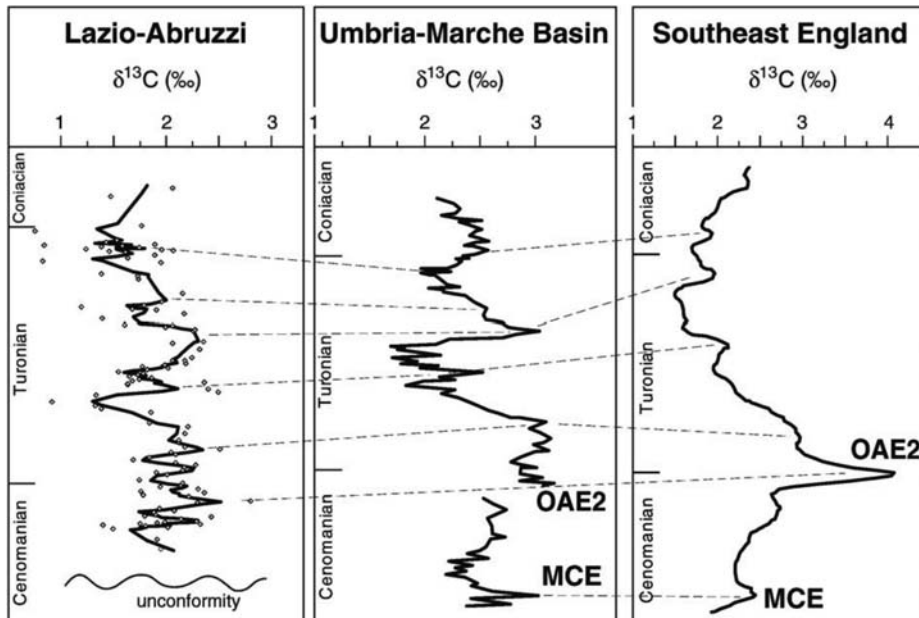 Lazio-Abruzzi
δ13C (‰)
1 2 3
Coniacian
Turonian
Cenomanian
unconformity
Umbria-Marche Basin
δ13C (‰)
1 2 3
Coniacian
Turonian
Cenomanian
OAE2
MCE
Southeast England
δ13C (‰)
1 2 3 4
Coniacian
Turonian
Cenomanian
OAE2
MCE